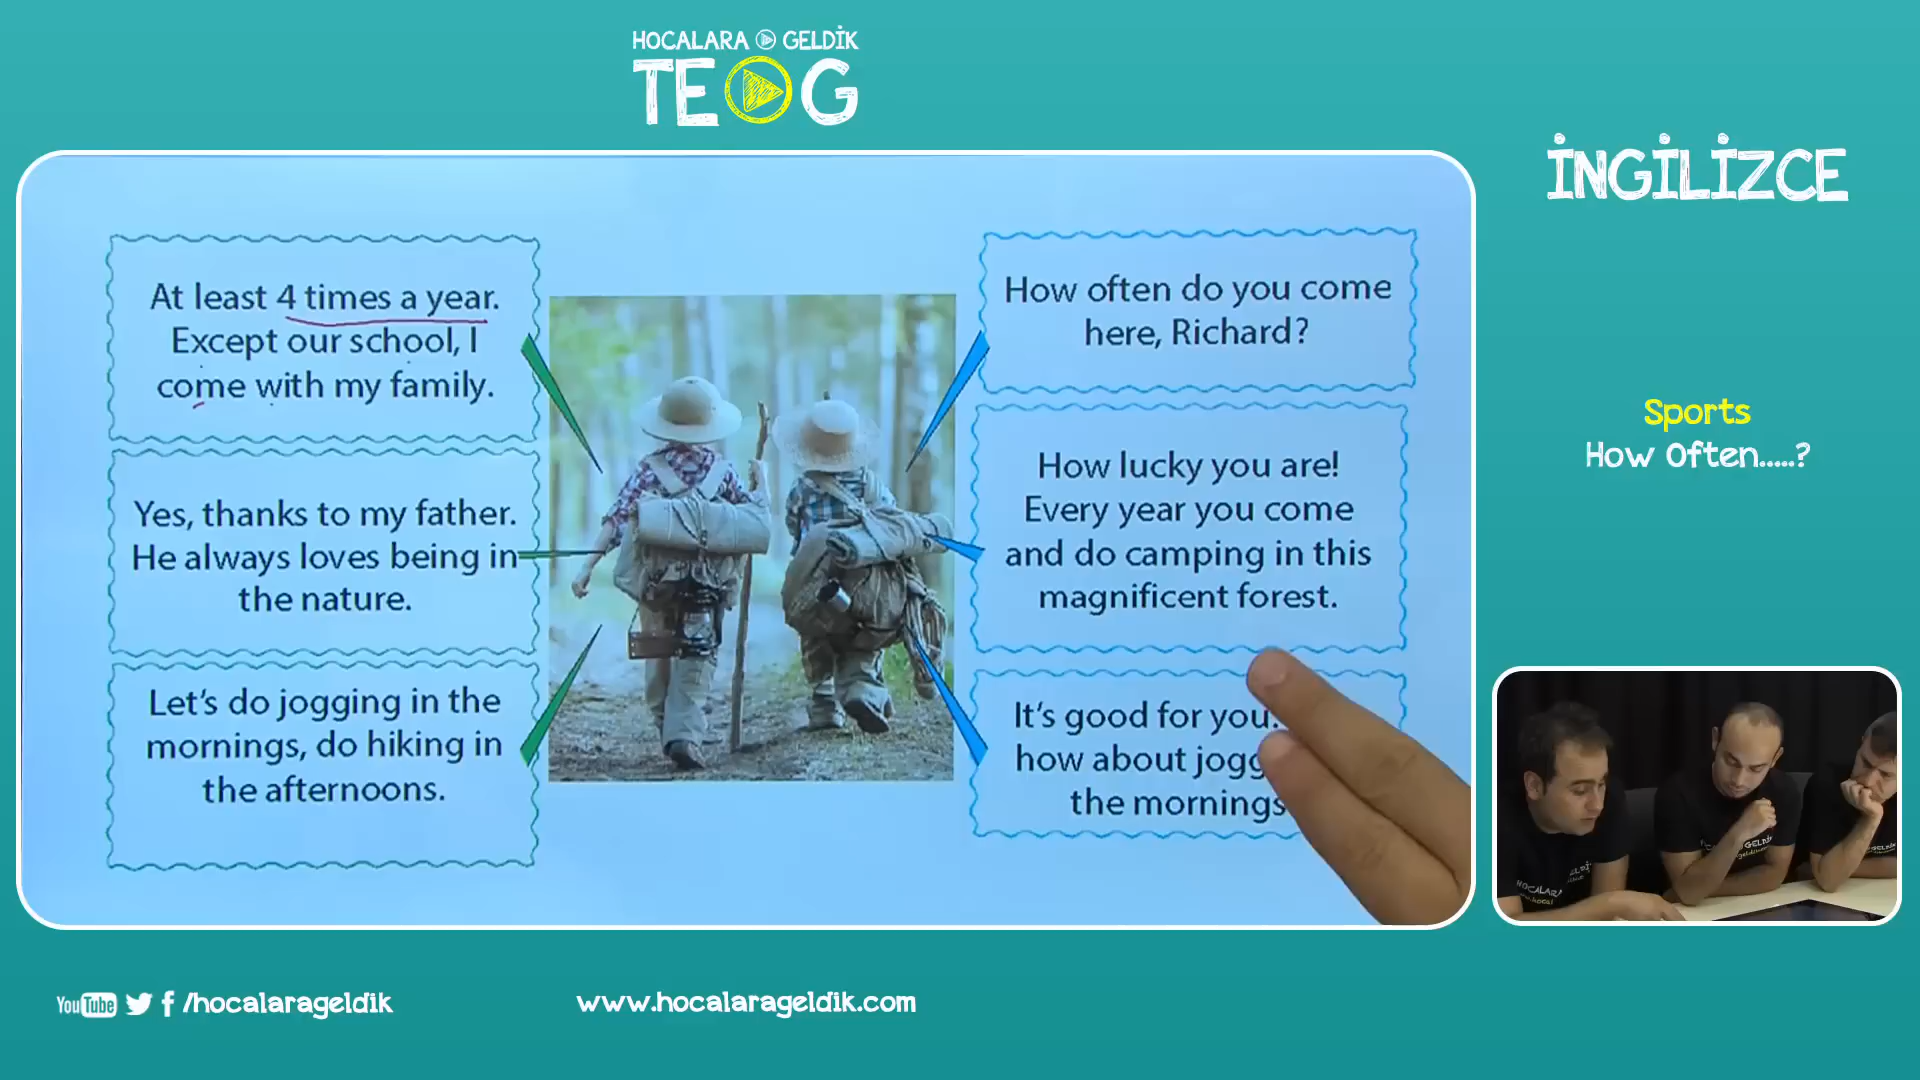 HOCALARA GELDİK
TEOG
İNGİLİZCE
At least 4 times a year.
Except our school, I
come with my family.
How often do you come
here, Richard?
Yes, thanks to my father.
He always loves being in
the nature.
How lucky you are!
Every year you come
and do camping in this
magnificent forest.
Let's do jogging in the
mornings, do hiking in
the afternoons.
It's good for you.
how about
the mornings
Sports
How Often.....?
YouTube /hocalarageldik
www.hocalarageldik.com